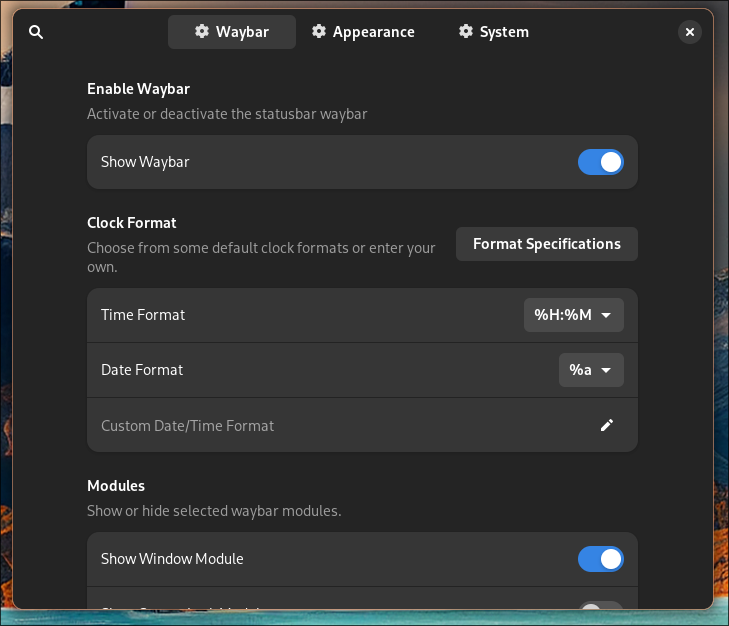 Waybar
Appearance
System
Enable Waybar
Activate or deactivate the statusbar waybar
Show Waybar
Clock Format
Choose from some default clock formats or enter your
own.
Format Specifications
Time Format
%H:%M
Date Format
%a
Custom Date/Time Format
Modules
Show or hide selected waybar modules.
Show Window Module